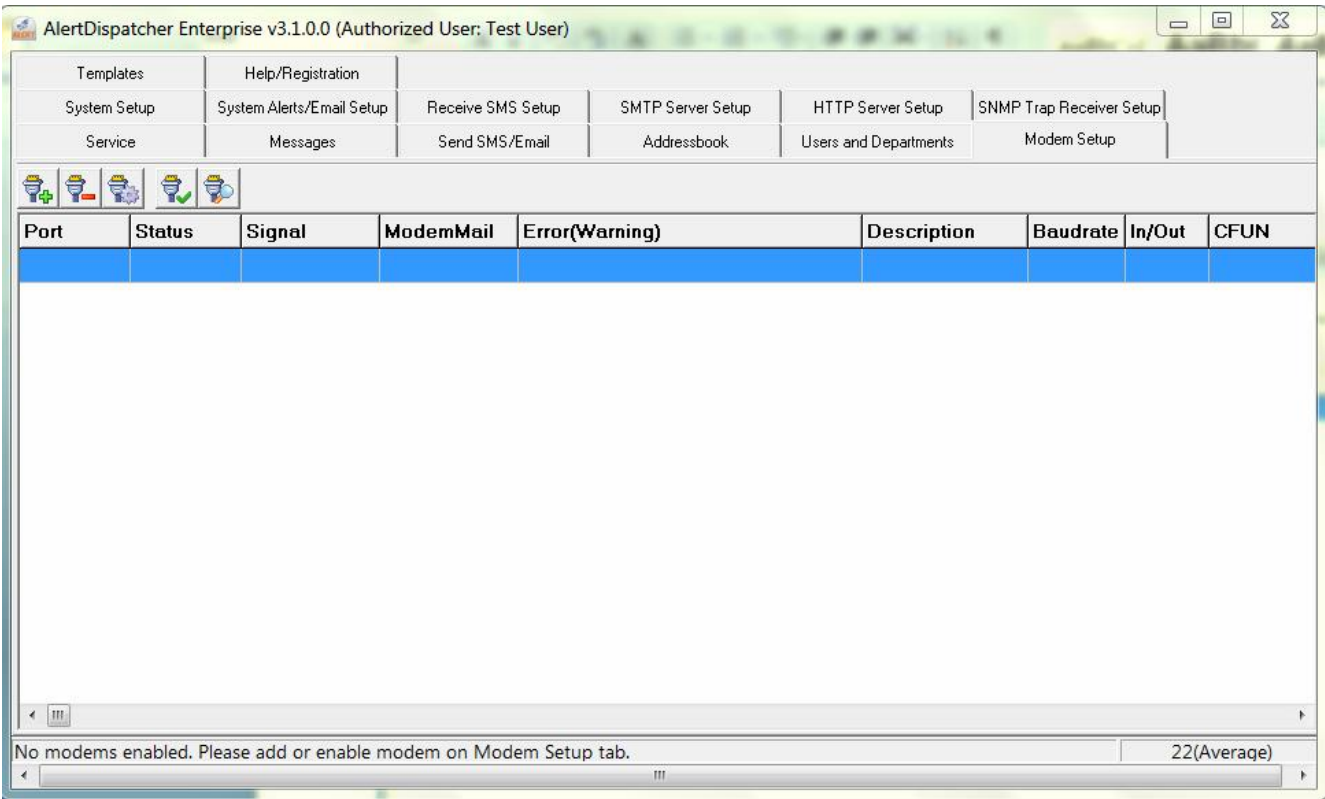 AlertDispatcher Enterprise v3.1.0.0 (Authorized User: Test User)
Templates Help/Registration
System Setup System Alerts/Email Setup Receive SMS Setup SMTP Server Setup HTTP Server Setup SNMP Trap Receiver Setup
Service Messages Send SMS/Email Addressbook Users and Departments Modem Setup
Port Status Signal ModemMail Error(Warning) Description Baudrate In/Out CFUN
No modems enabled. Please add or enable modem on Modem Setup tab. 22(Average)